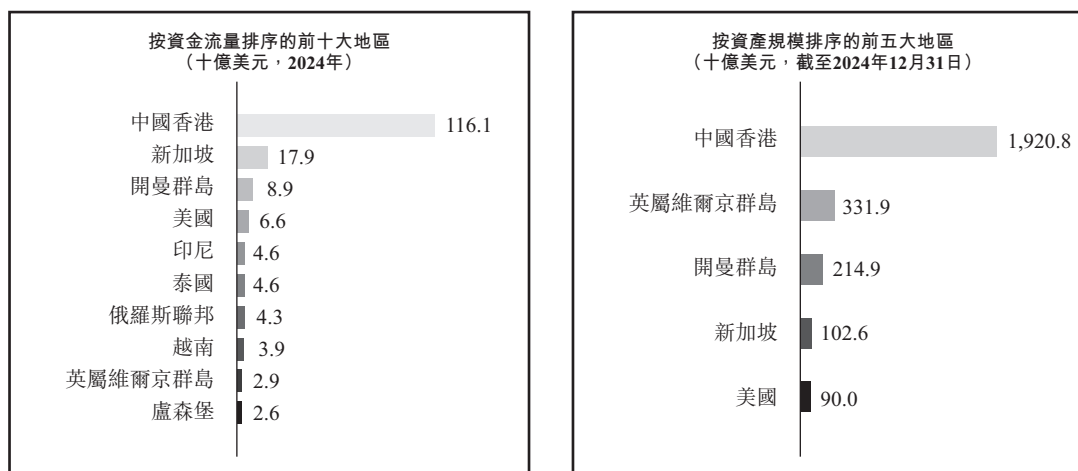 按資金流量排序的前十大地區
（十億美元，2024年）
中國香港 116.1
新加坡 17.9
開曼群島 8.9
美國 6.6
印尼 4.6
泰國 4.6
俄羅斯聯邦 4.3
越南 3.9
英屬維爾京群島 2.9
盧森堡 2.6
按資產規模排序的前五大地區
（十億美元，截至2024年12月31日）
中國香港 1,920.8
英屬維爾京群島 331.9
開曼群島 214.9
新加坡 102.6
美國 90.0